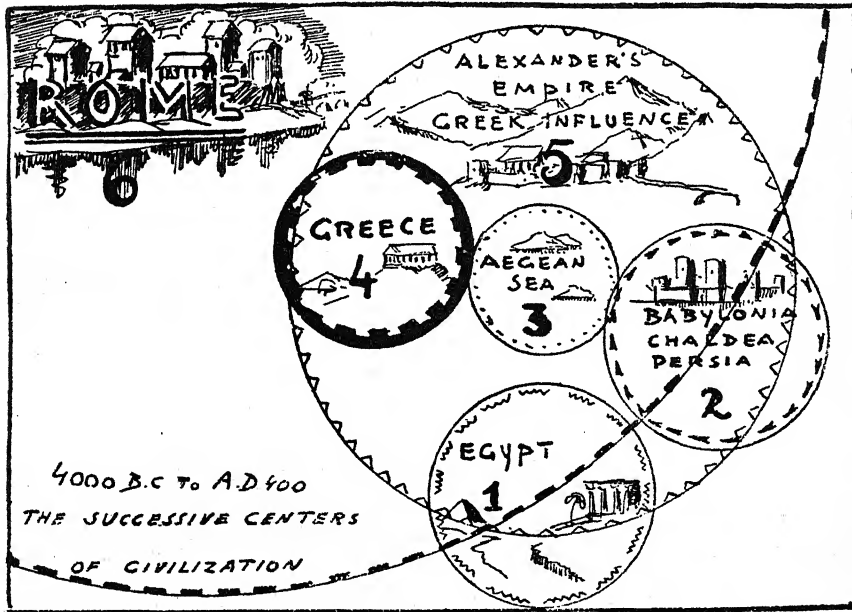 ROME
6
ALEXANDER'S
EMPIRE
GREEK INFLUENCE
5
GREECE
4
AEGEAN
SEA
3
BABYLONIA
CHALDEA
PERSIA
2
EGYPT
1
4000 B.C TO A.D 400
THE SUCCESSIVE CENTERS
OF CIVILIZATION